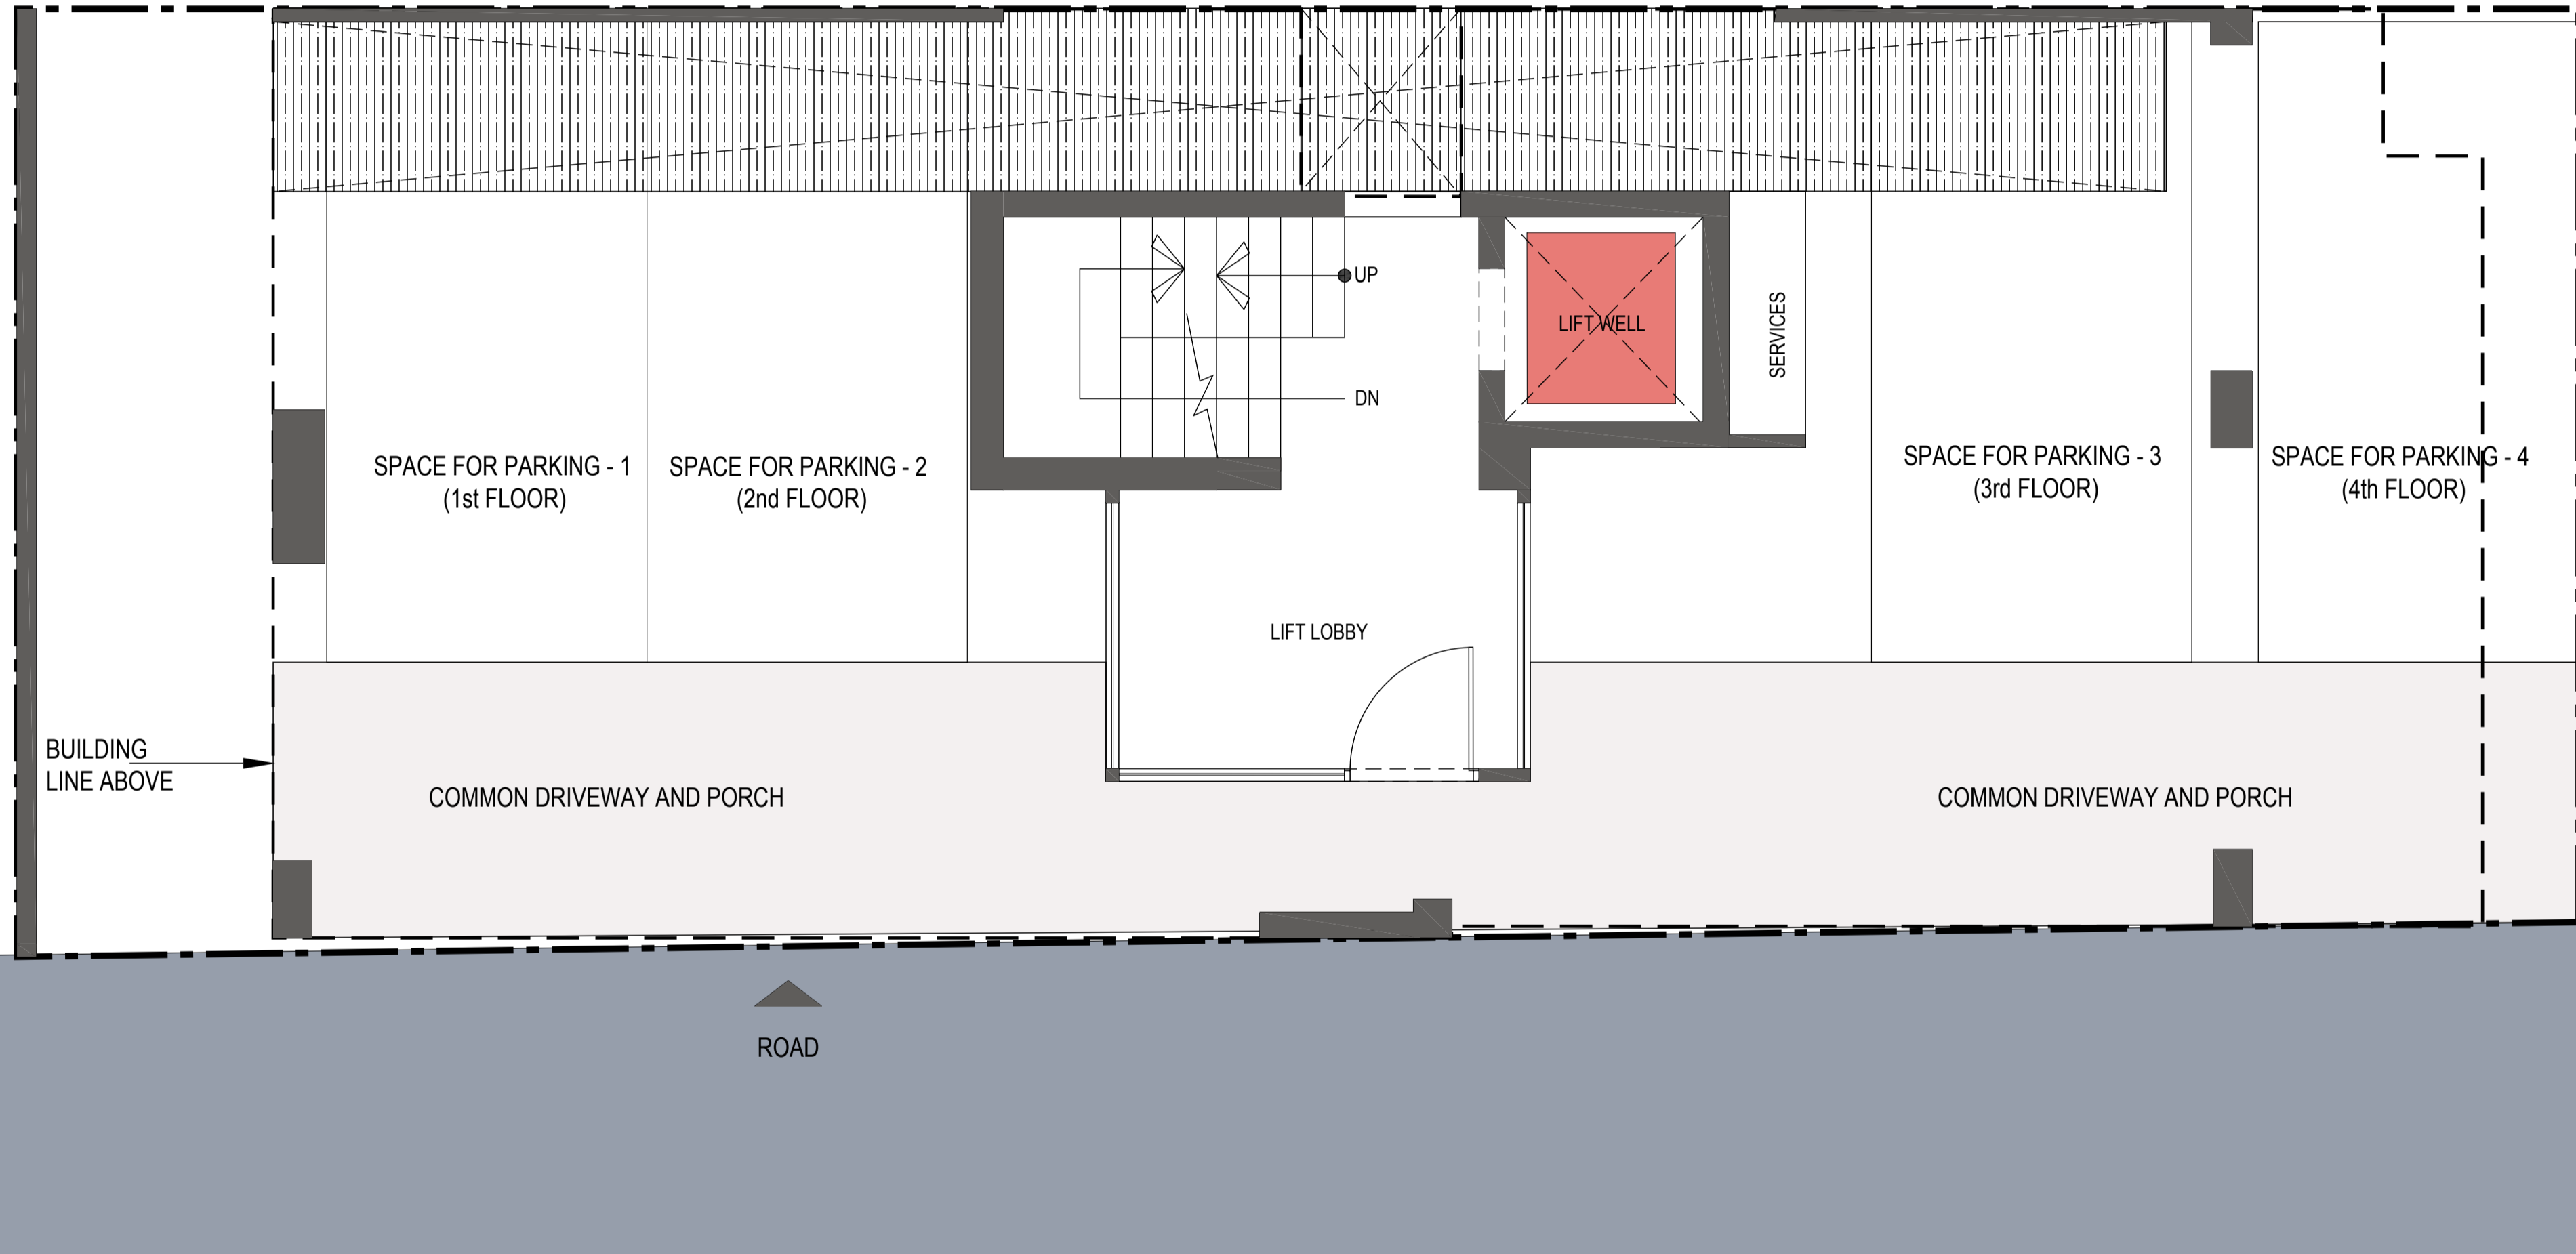 UP
LIFT WELL
SERVICES
DN
SPACE FOR PARKING - 1
(1st FLOOR)
SPACE FOR PARKING - 2
(2nd FLOOR)
SPACE FOR PARKING - 3
(3rd FLOOR)
SPACE FOR PARKING - 4
(4th FLOOR)
LIFT LOBBY
BUILDING
LINE ABOVE
COMMON DRIVEWAY AND PORCH
COMMON DRIVEWAY AND PORCH
ROAD